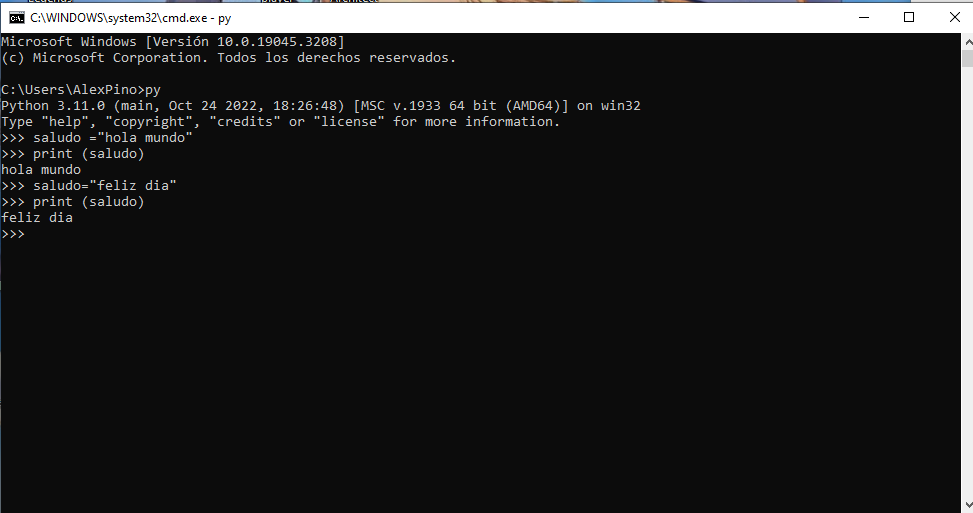 C:\WINDOWS\system32\cmd.exe - py
Microsoft Windows [Versión 10.0.19045.3208]
(c) Microsoft Corporation. Todos los derechos reservados.
C:\Users\AlexPino>py
Python 3.11.0 (main, Oct 24 2022, 18:26:48) [MSC v.1933 64 bit (AMD64)] on win32
Type "help", "copyright", "credits" or "license" for more information.
>>> saludo ="hola mundo"
>>> print (saludo)
hola mundo
>>> saludo="feliz dia"
>>> print (saludo)
feliz dia
>>>